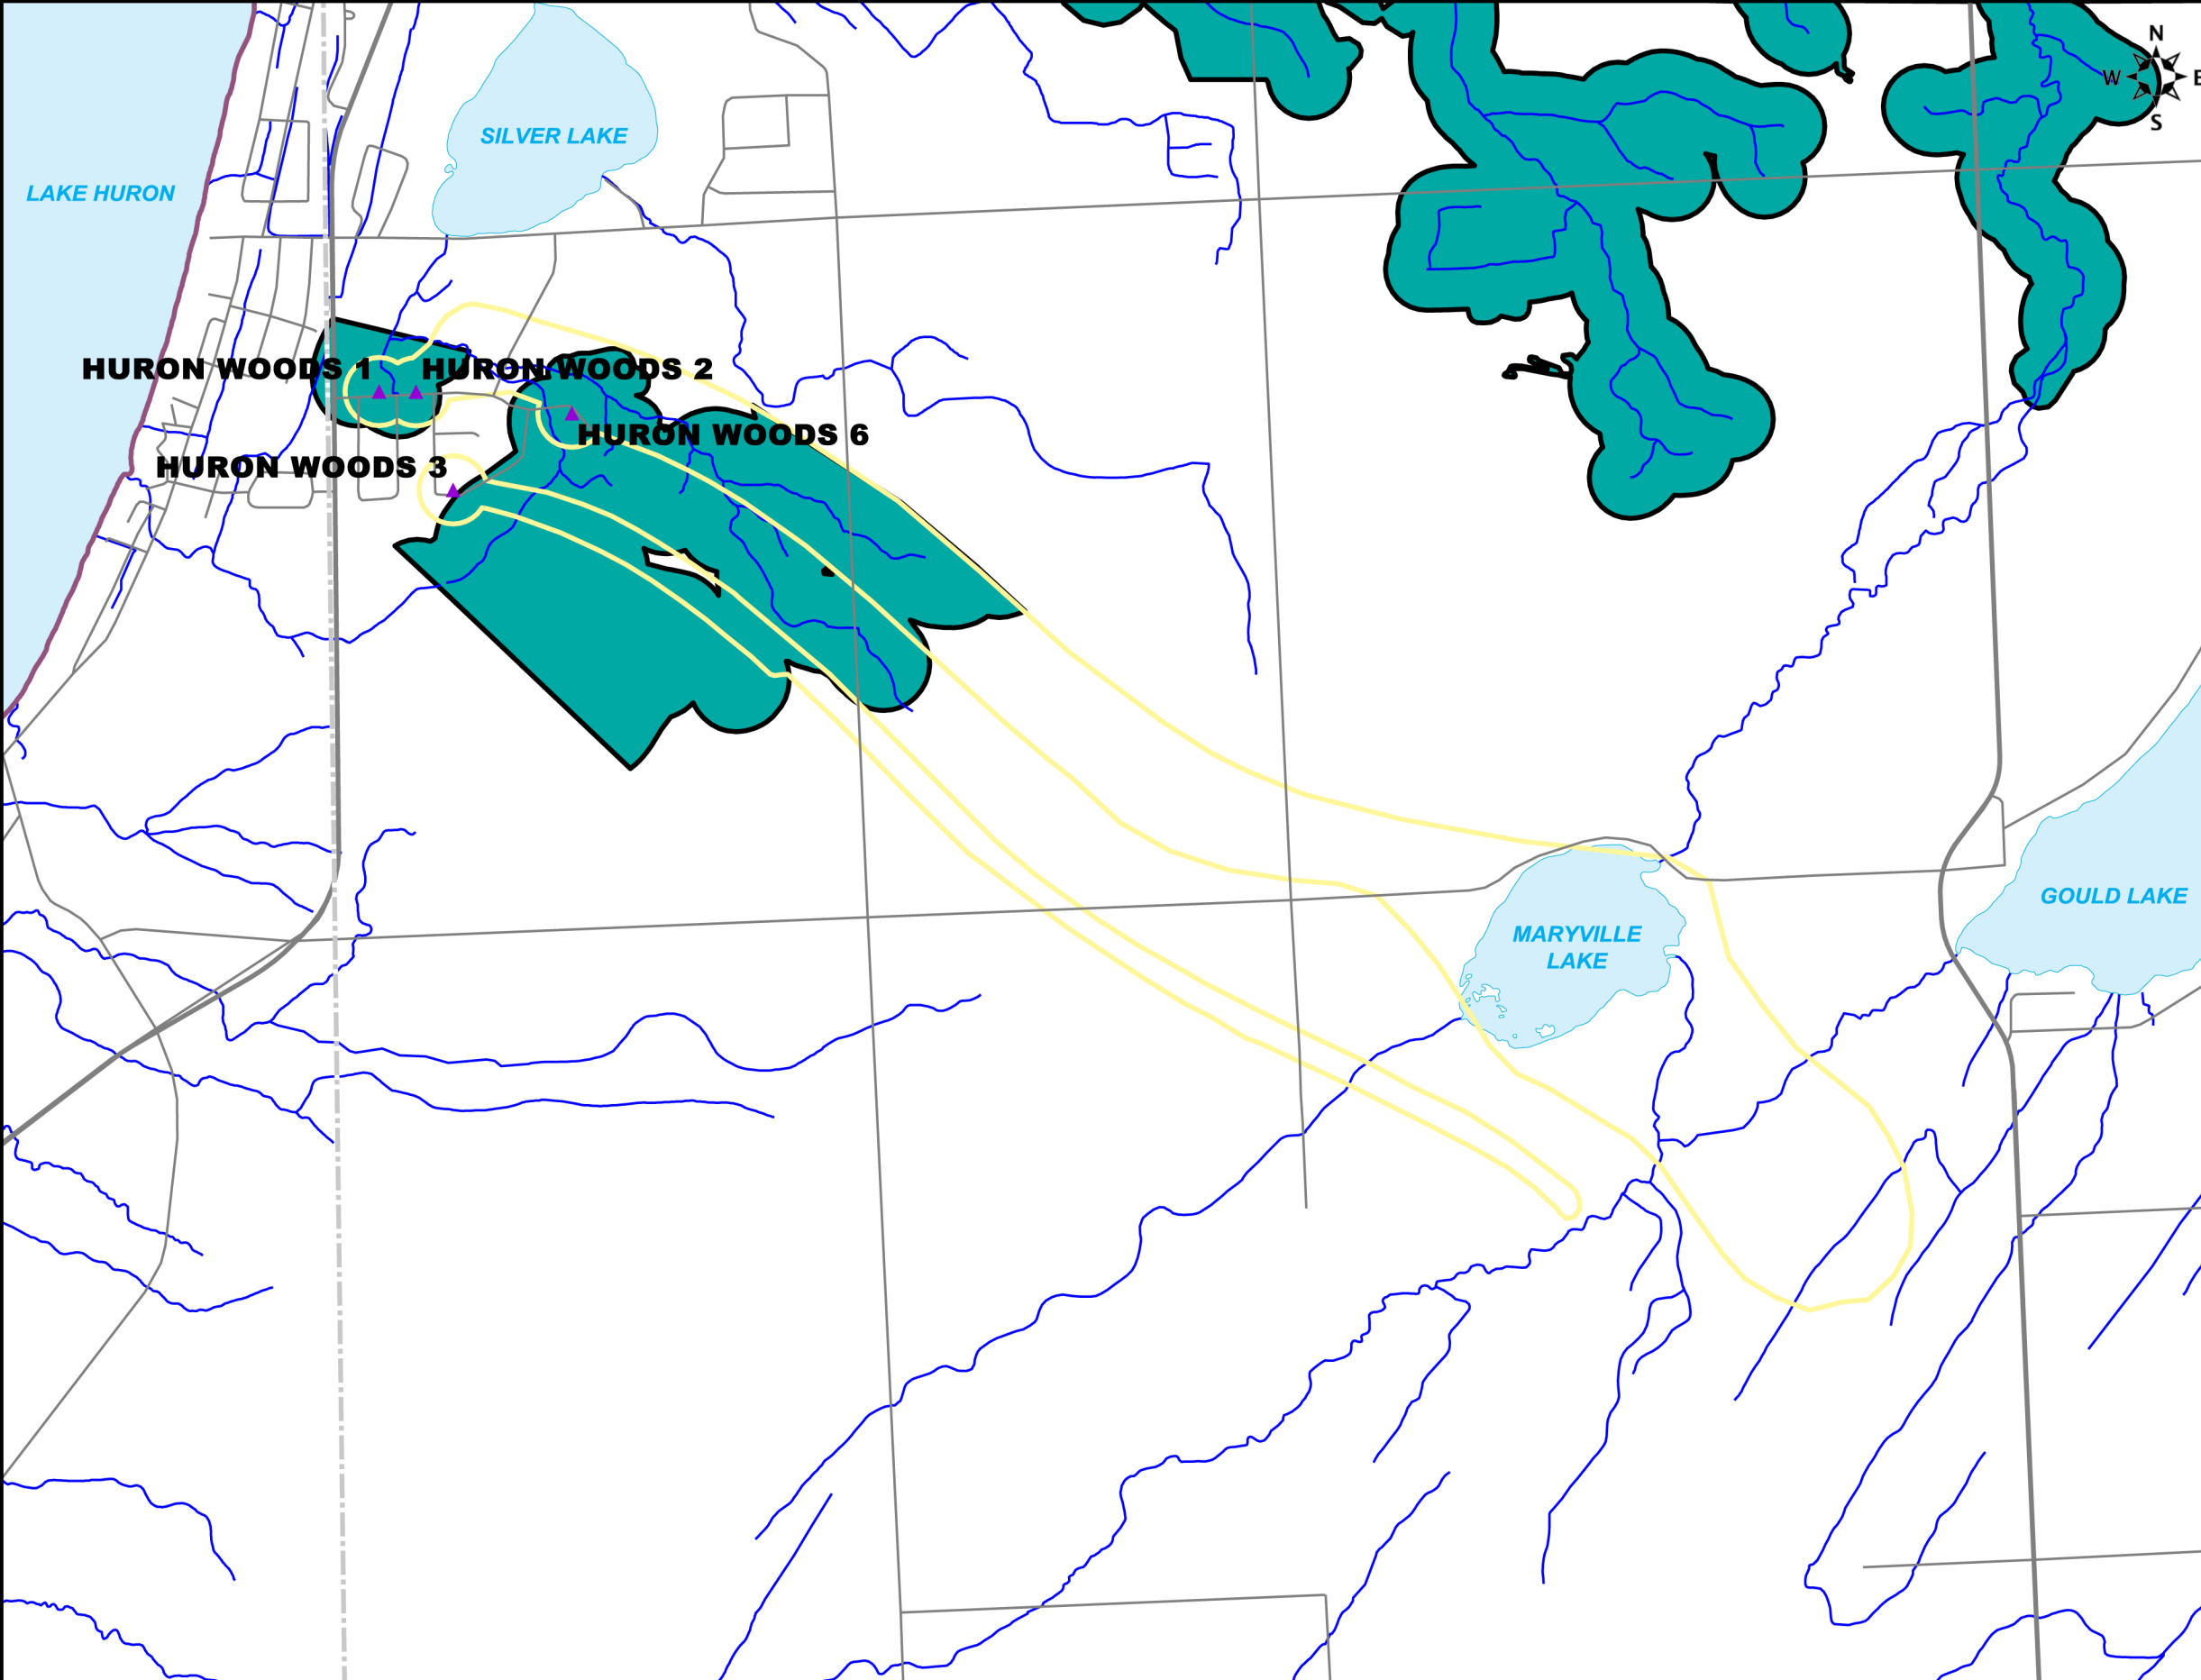 N
W E
S
SILVER LAKE
LAKE HURON
HURON WOODS 1
HURON WOODS 2
HURON WOODS 6
HURON WOODS 3
GOULD LAKE
MARYVILLE
LAKE